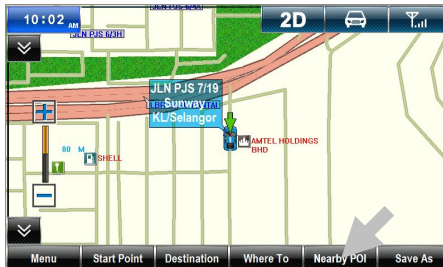 10:02 AM
2D
JLN PJS 6/3H
JLN PJS 7/19
Sunway
KL/Selangor
AMTEL HOLDINGS
BHD
80 M
SHELL
Menu
Start Point
Destination
Where To
Nearby POI
Save As